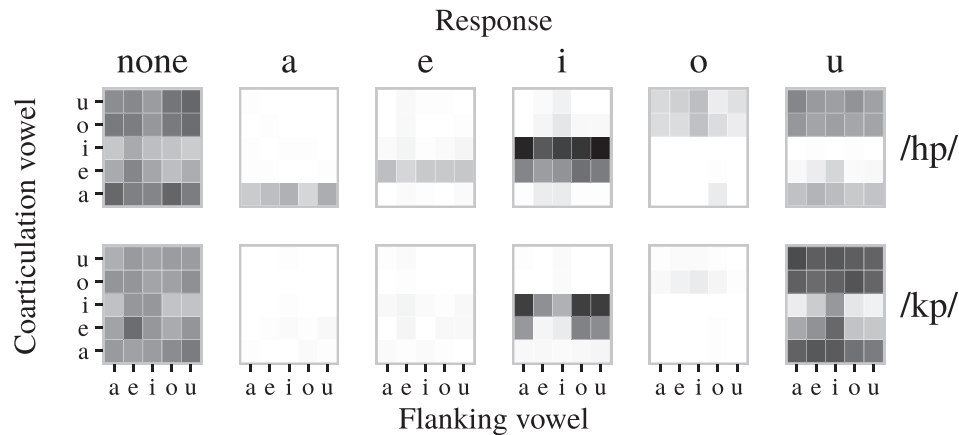 Response
none a e i o u
Coarticulation vowel
u
o
i
e
a
/hp/
u
o
i
e
a
/kp/
a e i o u a e i o u a e i o u a e i o u a e i o u a e i o u
Flanking vowel